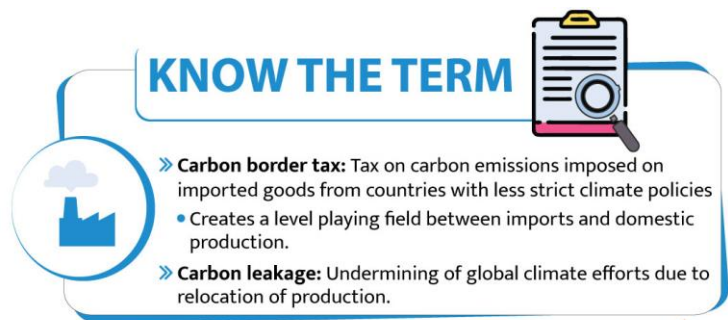 KNOW THE TERM
» Carbon border tax: Tax on carbon emissions imposed on
imported goods from countries with less strict climate policies
• Creates a level playing field between imports and domestic
production.
» Carbon leakage: Undermining of global climate efforts due to
relocation of production.